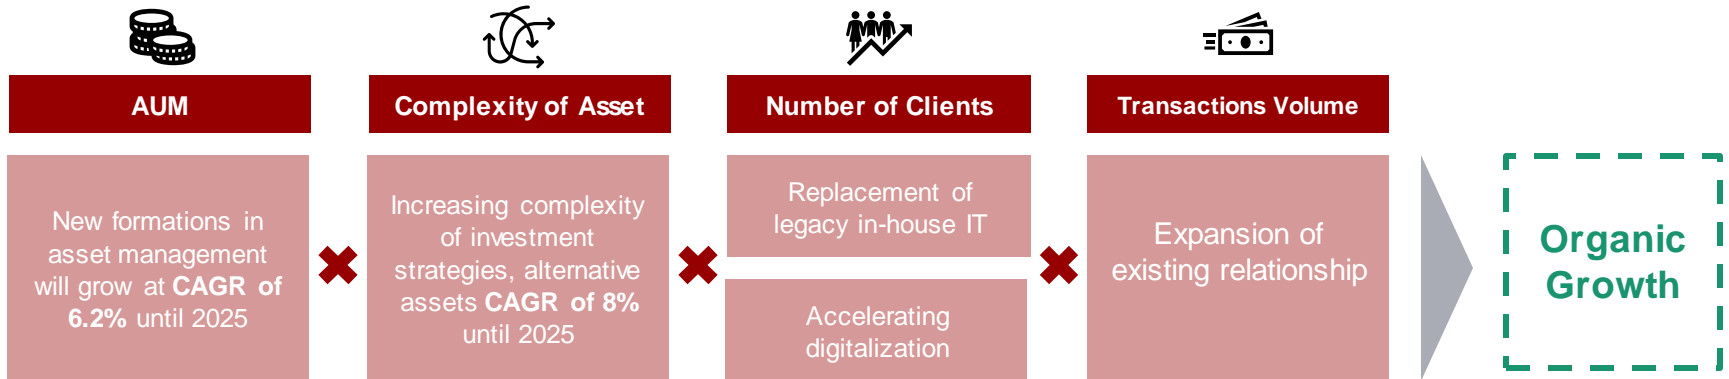 AUM
New formations in
asset management
will grow at CAGR of
6.2% until 2025
Complexity of Asset
Increasing complexity
of investment
strategies, alternative
assets CAGR of 8%
until 2025
Number of Clients
Replacement of
legacy in-house IT
Accelerating
digitalization
Transactions Volume
Expansion of
existing relationship
Organic
Growth